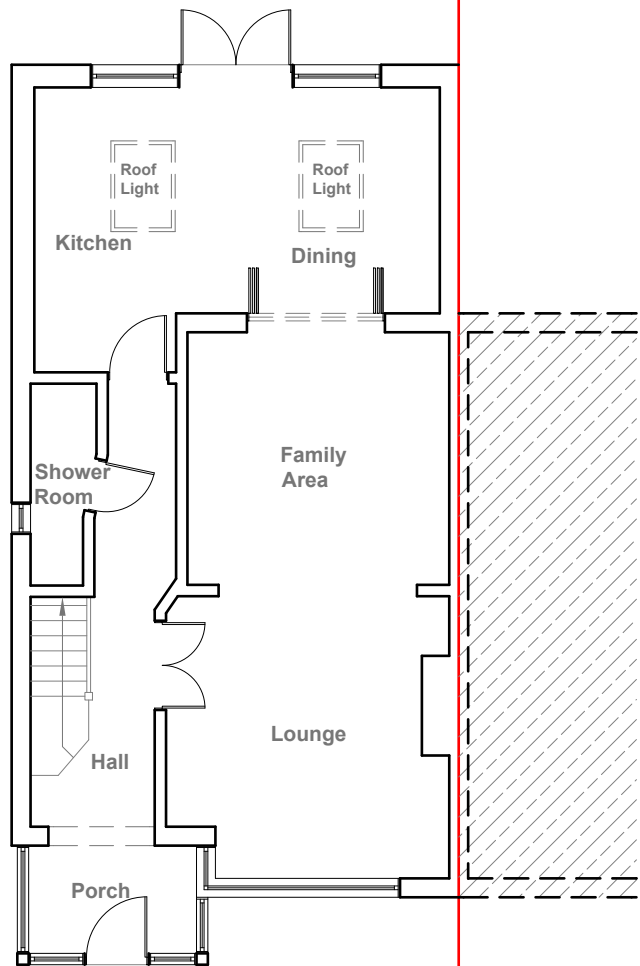 Roof
Light
Roof
Light
Kitchen
Dining
Family
Area
Shower
Room
Lounge
Hall
Porch